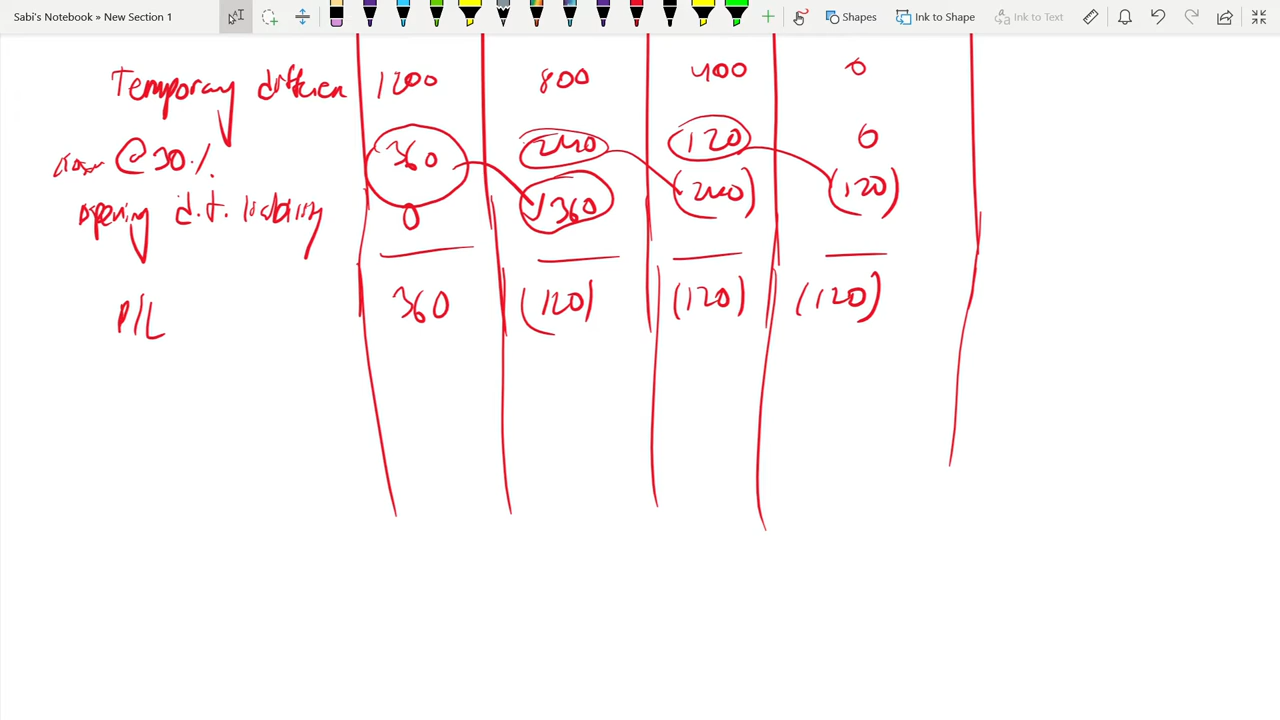 Sabi's Notebook » New Section 1
Shapes
Ink to Shape
Ink to Text
Temporary differen 1200 800 400 0
@ 30 % 360 240 120 0
opening d.t. liability 0 (360) (240) (120)
P/L 360 (120) (120) (120)